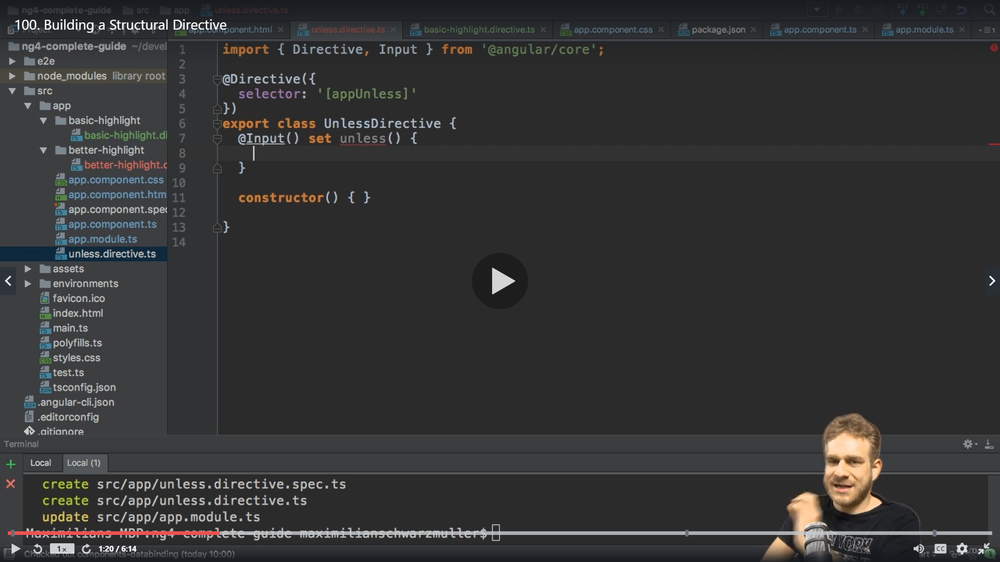 ng4-complete-guide src app unless.directive.ts
100. Building a Structural Directive
app.component.html unless.directive.ts basic-highlight.directive.ts app.component.css package.json app.component.ts app.module.ts
Project
ng4-complete-guide ~/devel
e2e
node_modules library root
src
app
basic-highlight
basic-highlight.di
better-highlight
better-highlight.d
app.component.css
app.component.htm
app.component.spec
app.component.ts
app.module.ts
unless.directive.ts
assets
environments
favicon.ico
index.html
main.ts
polyfills.ts
styles.css
test.ts
tsconfig.json
.angular-cli.json
.editorconfig
.gitignore
1 import { Directive, Input } from '@angular/core';
2
3 @Directive({
4 selector: '[appUnless]'
5 })
6 export class UnlessDirective {
7 @Input() set unless() {
8
9 }
10
11 constructor() { }
12
13 }
14
Terminal
Local Local (1)
create src/app/unless.directive.spec.ts
create src/app/unless.directive.ts
update src/app/app.module.ts
Maximilians-MBP:ng4-complete-guide maximilianschwarzmuller$
1x 1:20 / 6:14
CC
Checked out components-databinding (today 10:00)
YORK